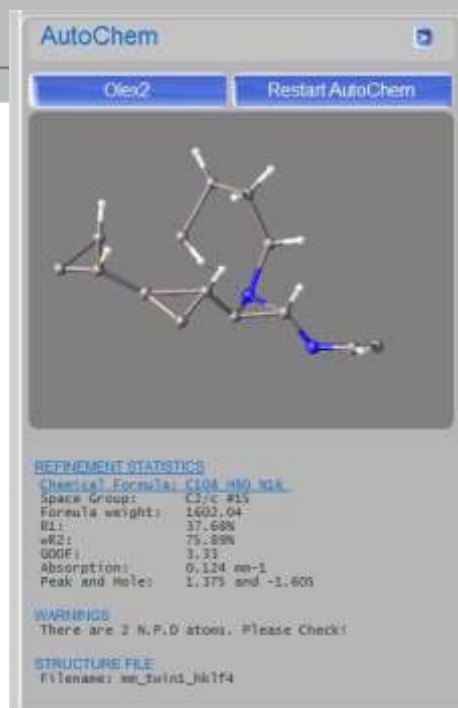 AutoChem
Olex2 Restart AutoChem
REFINEMENT STATISTICS
Chemical Formula: C108 H80 N16
Space Group: C2/c #15
Formula weight: 1602.04
R1: 37.68%
wR2: 75.89%
GOOF: 3.33
Absorption: 0.124 mm-1
Peak and Hole: 1.375 and -1.605
WARNINGS
There are 2 N.P.D atoms. Please Check!
STRUCTURE FILE
Filename: mm_twin1_hklf4